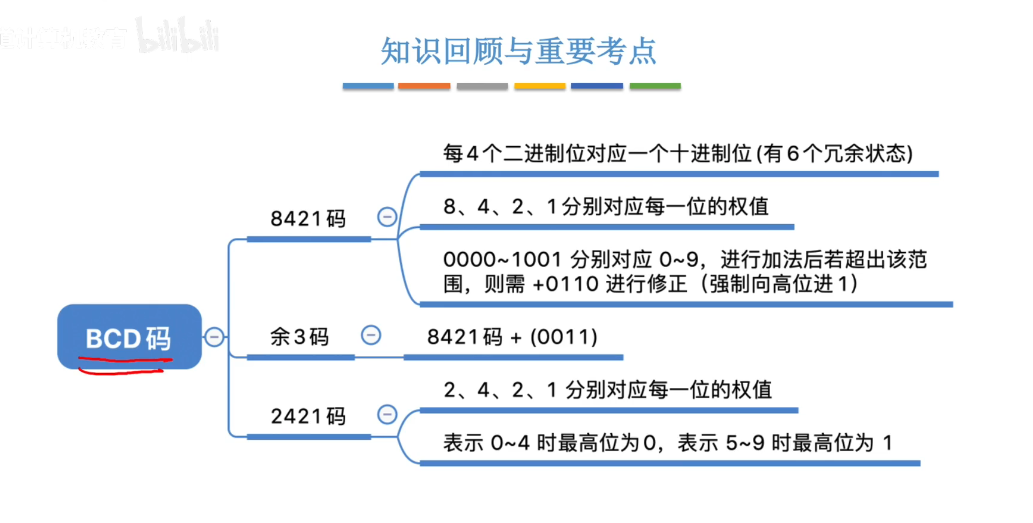 bilibili
知识回顾与重要考点
每4个二进制位对应一个十进制位(有6个冗余状态)
8421码
8、4、2、1分别对应每一位的权值
0000~1001 分别对应 0~9，进行加法后若超出该范
围，则需 +0110 进行修正（强制向高位进1）
BCD码
余3码
8421码 + (0011)
2421码
2、4、2、1 分别对应每一位的权值
表示 0~4 时最高位为0，表示 5~9 时最高位为 1